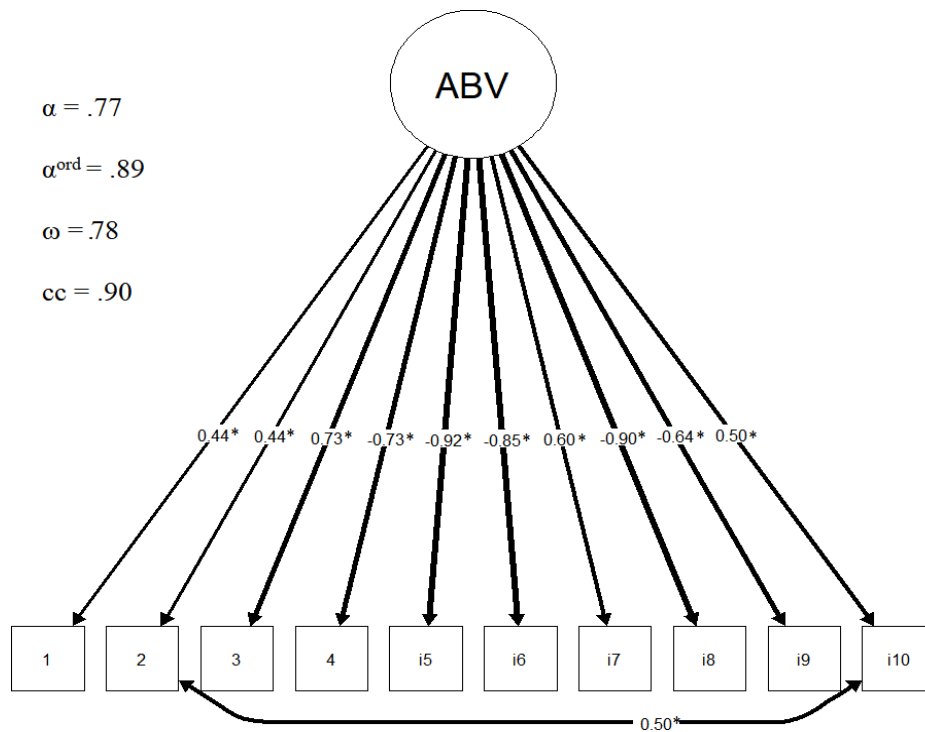 ABV
α = .77
α^ord = .89
ω = .78
cc = .90
0.44* 0.44* 0.73* -0.73* -0.92* -0.85* 0.60* -0.90* -0.64* 0.50*
1 2 3 4 i5 i6 i7 i8 i9 i10
0.50*